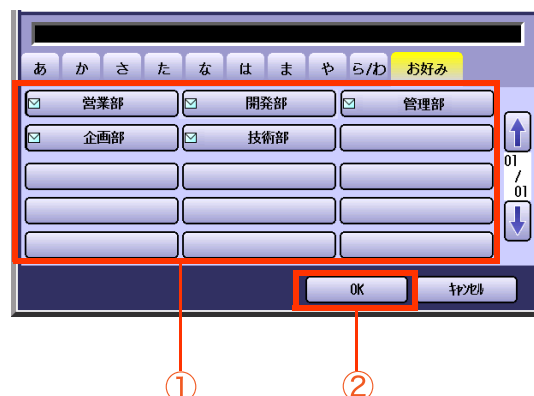 あ か さ た な は ま や ら/わ お好み
営業部 開発部 管理部
企画部 技術部
01
/
01
OK ｷｬﾝｾﾙ
① ②